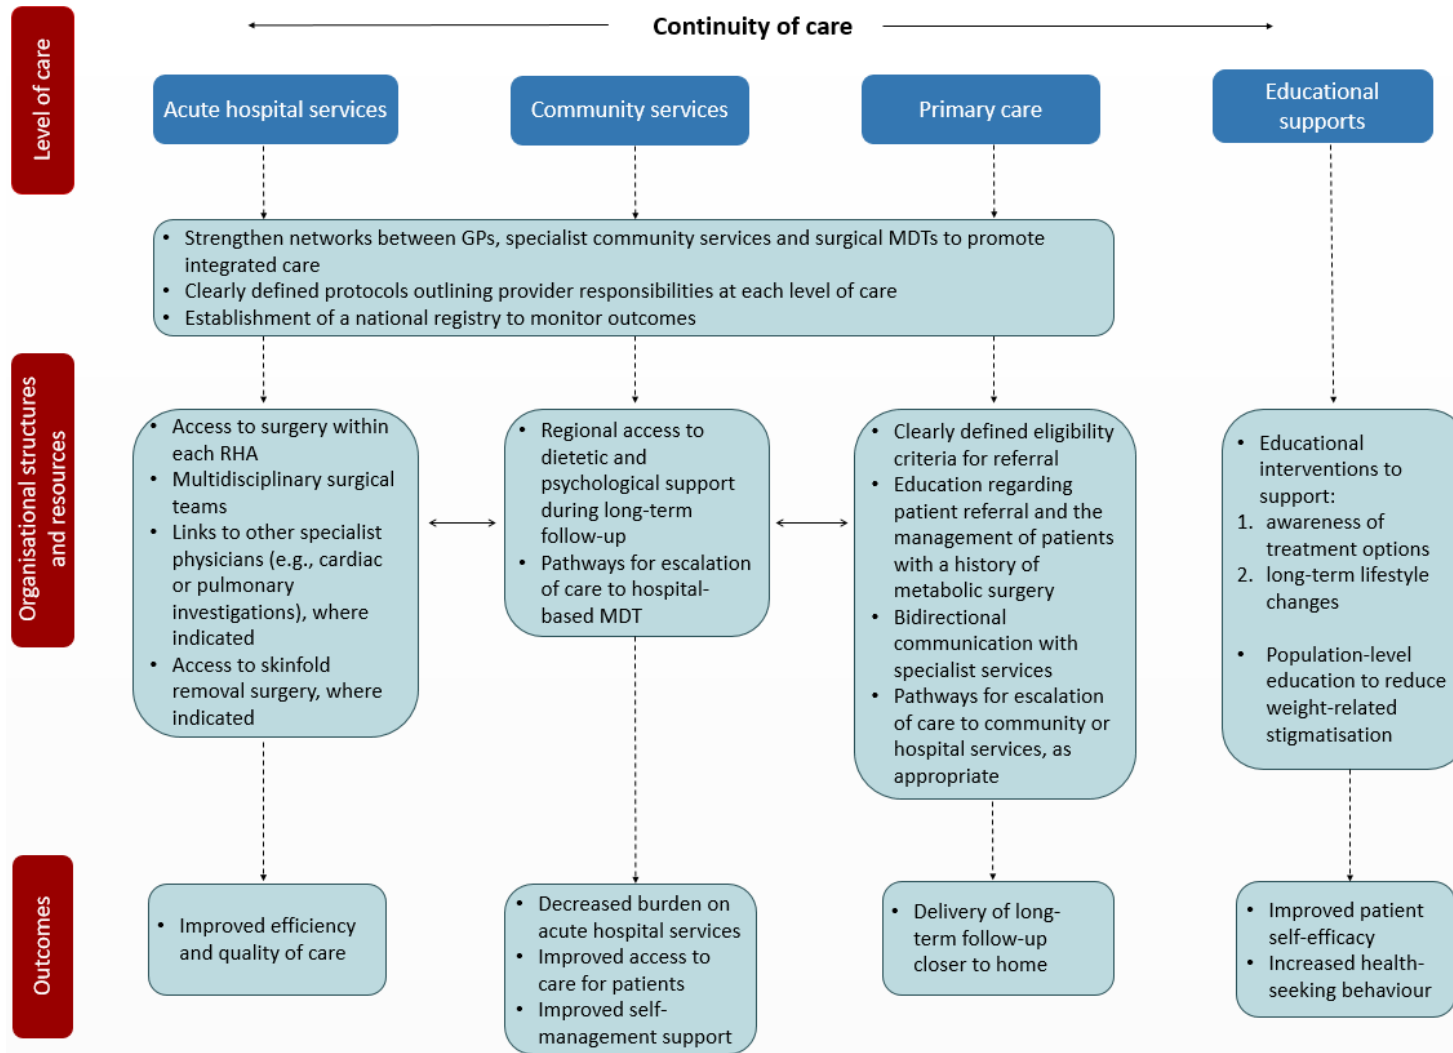 Continuity of care
Level of care
Acute hospital services
Community services
Primary care
Educational
supports
• Strengthen networks between GPs, specialist community services and surgical MDTs to promote
integrated care
• Clearly defined protocols outlining provider responsibilities at each level of care
• Establishment of a national registry to monitor outcomes
Organisational structures
and resources
• Access to surgery within
each RHA
• Multidisciplinary surgical
teams
• Links to other specialist
physicians (e.g., cardiac
or pulmonary
investigations), where
indicated
• Access to skinfold
removal surgery, where
indicated
• Regional access to
dietetic and
psychological support
during long-term
follow-up
• Pathways for escalation
of care to hospital-
based MDT
• Clearly defined eligibility
criteria for referral
• Education regarding
patient referral and the
management of patients
with a history of
metabolic surgery
• Bidirectional
communication with
specialist services
• Pathways for escalation
of care to community or
hospital services, as
appropriate
• Educational
interventions to
support:
1. awareness of
treatment options
2. long-term lifestyle
changes
• Population-level
education to reduce
weight-related
stigmatisation
Outcomes
• Improved efficiency
and quality of care
• Decreased burden on
acute hospital services
• Improved access to
care for patients
• Improved self-
management support
• Delivery of long-
term follow-up
closer to home
• Improved patient
self-efficacy
• Increased health-
seeking behaviour